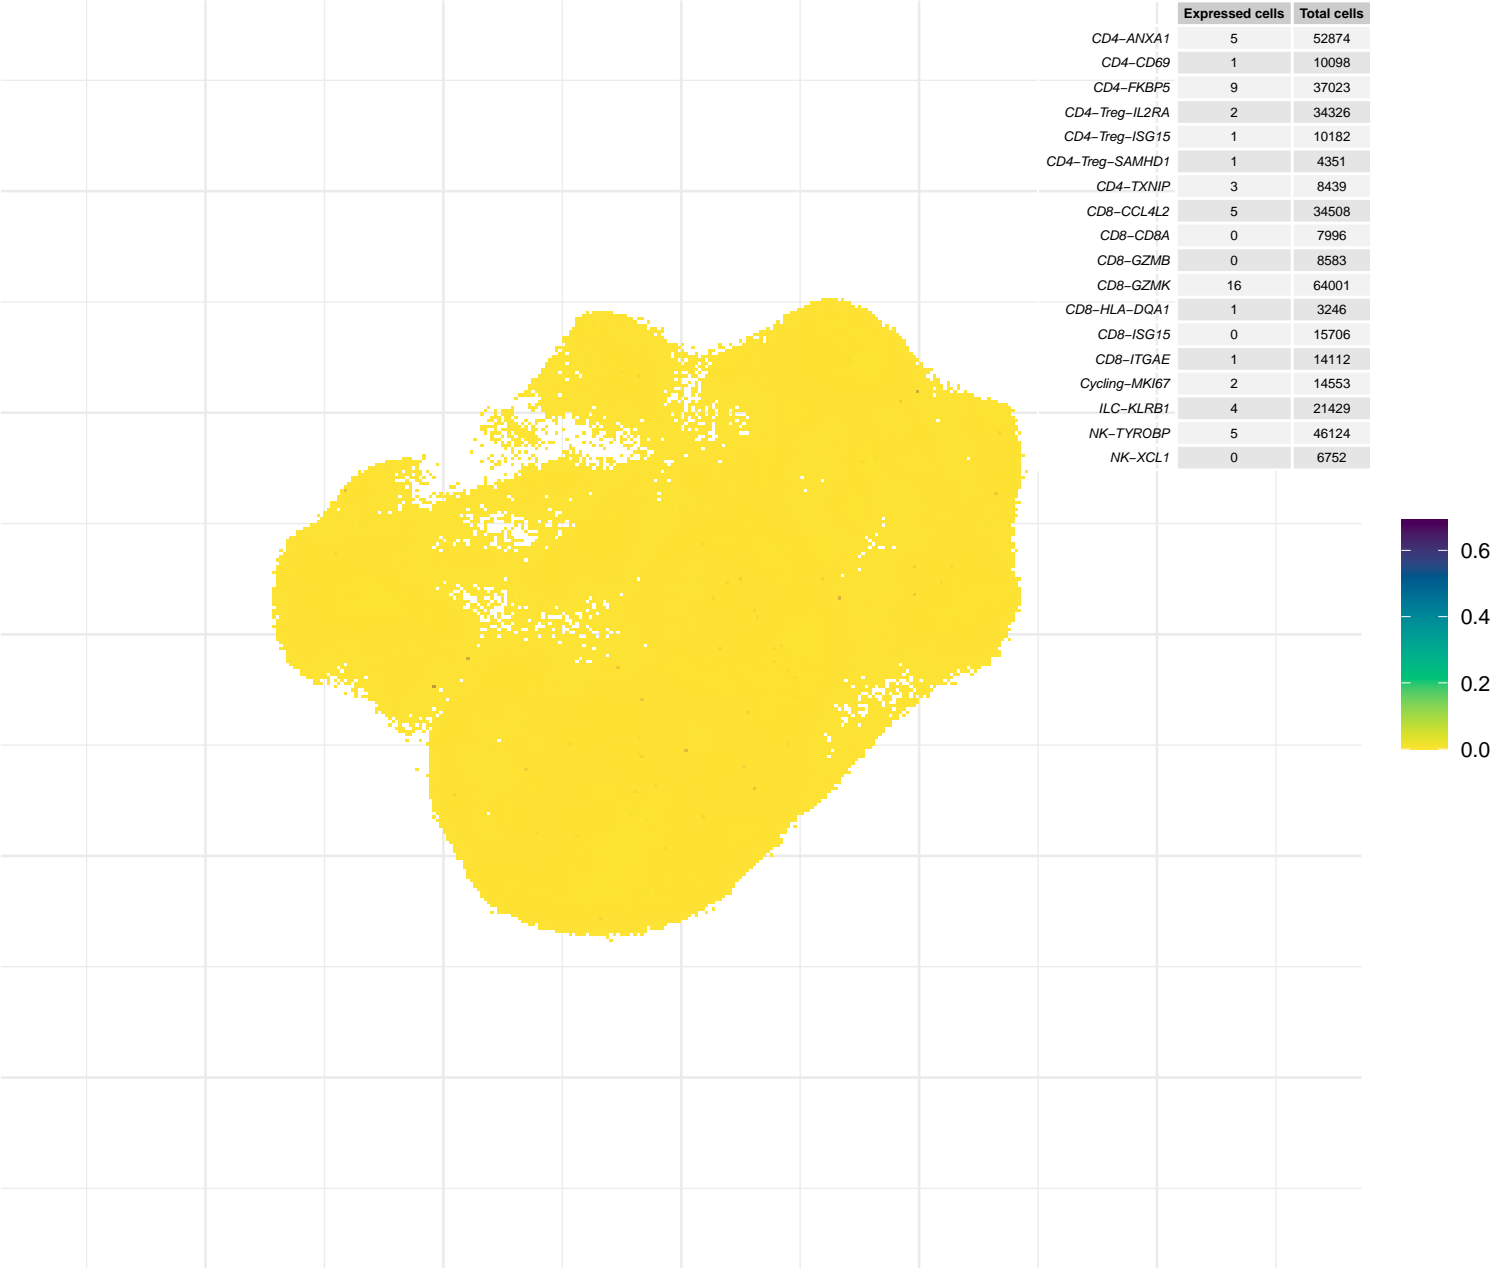 Expressed cells Total cells
CD4−ANXA1 5 52874
CD4−CD69 1 10098
CD4−FKBP5 9 37023
CD4−Treg−IL2RA 2 34326
CD4−Treg−ISG15 1 10182
CD4−Treg−SAMHD1 1 4351
CD4−TXNIP 3 8439
CD8−CCL4L2 5 34508
CD8−CD8A 0 7996
CD8−GZMB 0 8583
CD8−GZMK 16 64001
CD8−HLA−DQA1 1 3246
CD8−ISG15 0 15706
CD8−ITGAE 1 14112
Cycling−MKI67 2 14553
ILC−KLRB1 4 21429
NK−TYROBP 5 46124
NK−XCL1 0 6752
0.6
0.4
0.2
0.0